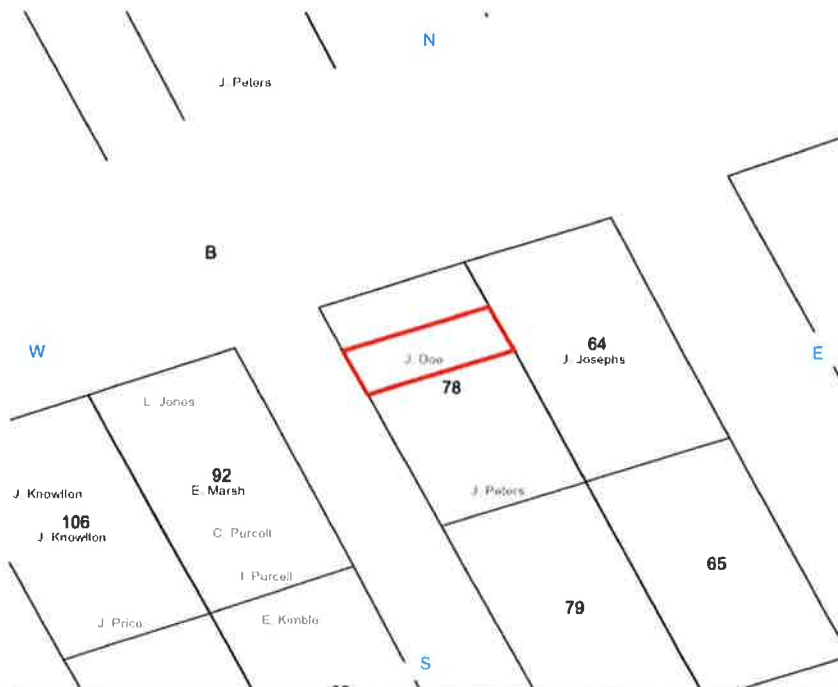 N
J. Peters
B
W
E
64
J. Josephs
J. Doe
78
L. Jones
92
E. Marsh
J. Knowlton
106
J. Knowlton
J. Peters
C. Purcell
I. Purcell
65
79
J. Price
E. Kimble
S